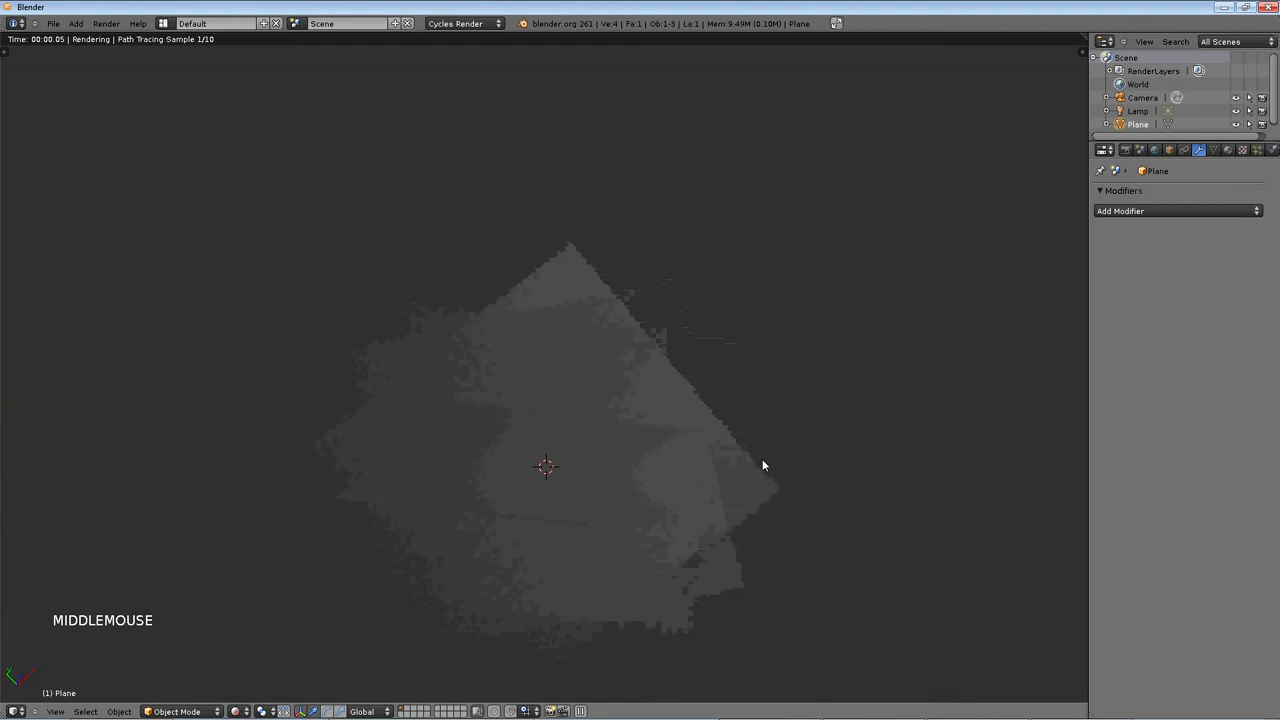 Blender
File Add Render Help Default Scene Cycles Render blender.org 261 | Ve:4 | Fa:1 | Ob:1-3 | La:1 | Mem:9.49M (0.10M) | Plane
Time: 00:00.05 | Rendering | Path Tracing Sample 1/10
View Search All Scenes
Scene
RenderLayers |
World
Camera |
Lamp |
Plane |
Plane
Modifiers
Add Modifier
MIDDLEMOUSE
(1) Plane
View Select Object Object Mode Global